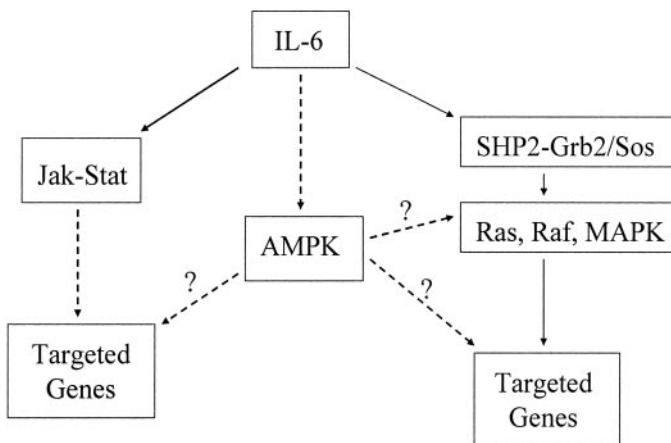 IL-6
Jak-Stat
SHP2-Grb2/Sos
?
AMPK
Ras, Raf, MAPK
?
?
Targeted
Genes
Targeted
Genes